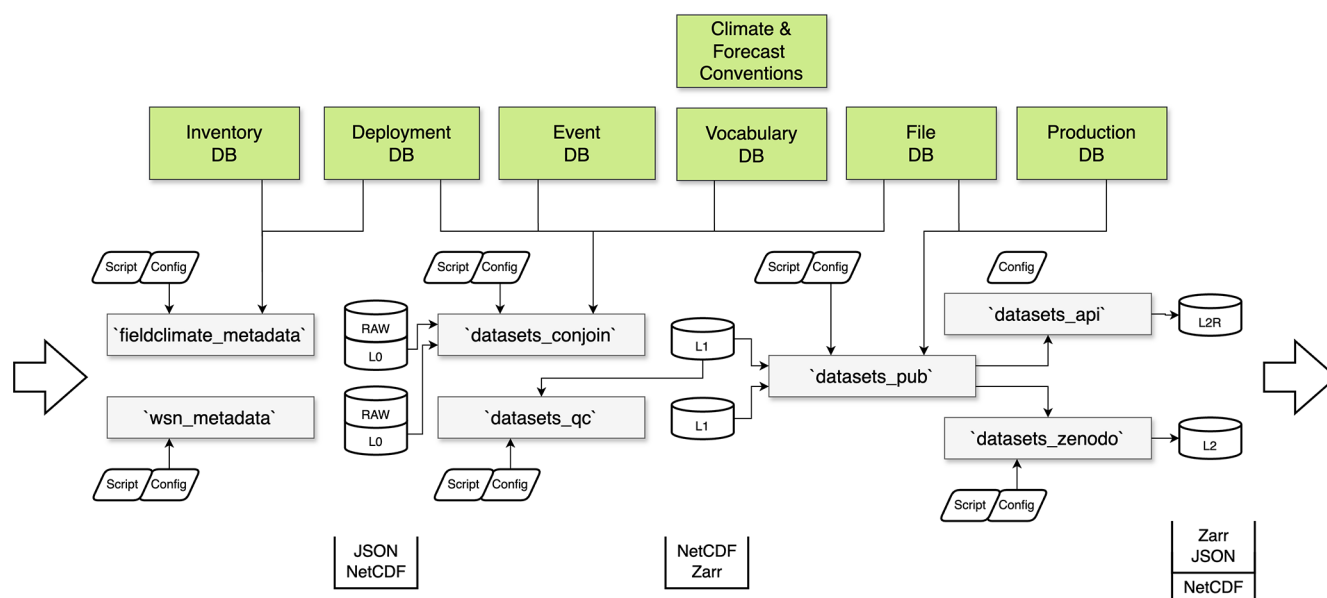 Climate &
Forecast
Conventions
Inventory
DB
Deployment
DB
Event
DB
Vocabulary
DB
File
DB
Production
DB
Script
Config
Script
Config
Script
Config
Config
`fieldclimate_metadata`
RAW
L0
`datasets_conjoin`
L1
`datasets_api`
L2R
`datasets_pub`
`wsn_metadata`
RAW
L0
`datasets_qc`
L1
`datasets_zenodo`
L2
Script
Config
Script
Config
Script
Config
JSON
NetCDF
NetCDF
Zarr
Zarr
JSON
NetCDF